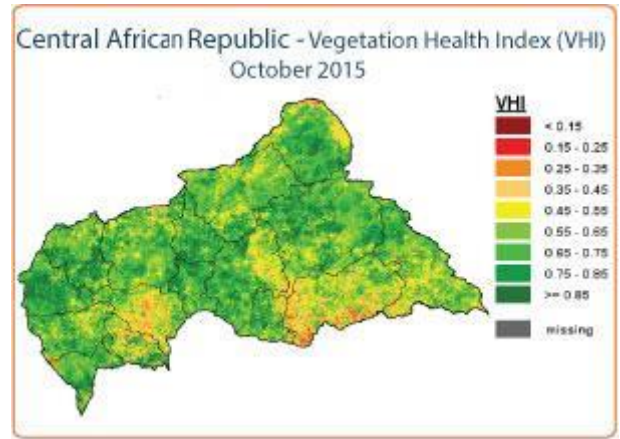 Central African Republic - Vegetation Health Index (VHI)
October 2015
VHI
< 0.15
0.15 - 0.25
0.25 - 0.35
0.35 - 0.45
0.45 - 0.55
0.55 - 0.65
0.65 - 0.75
0.75 - 0.85
>= 0.85
missing